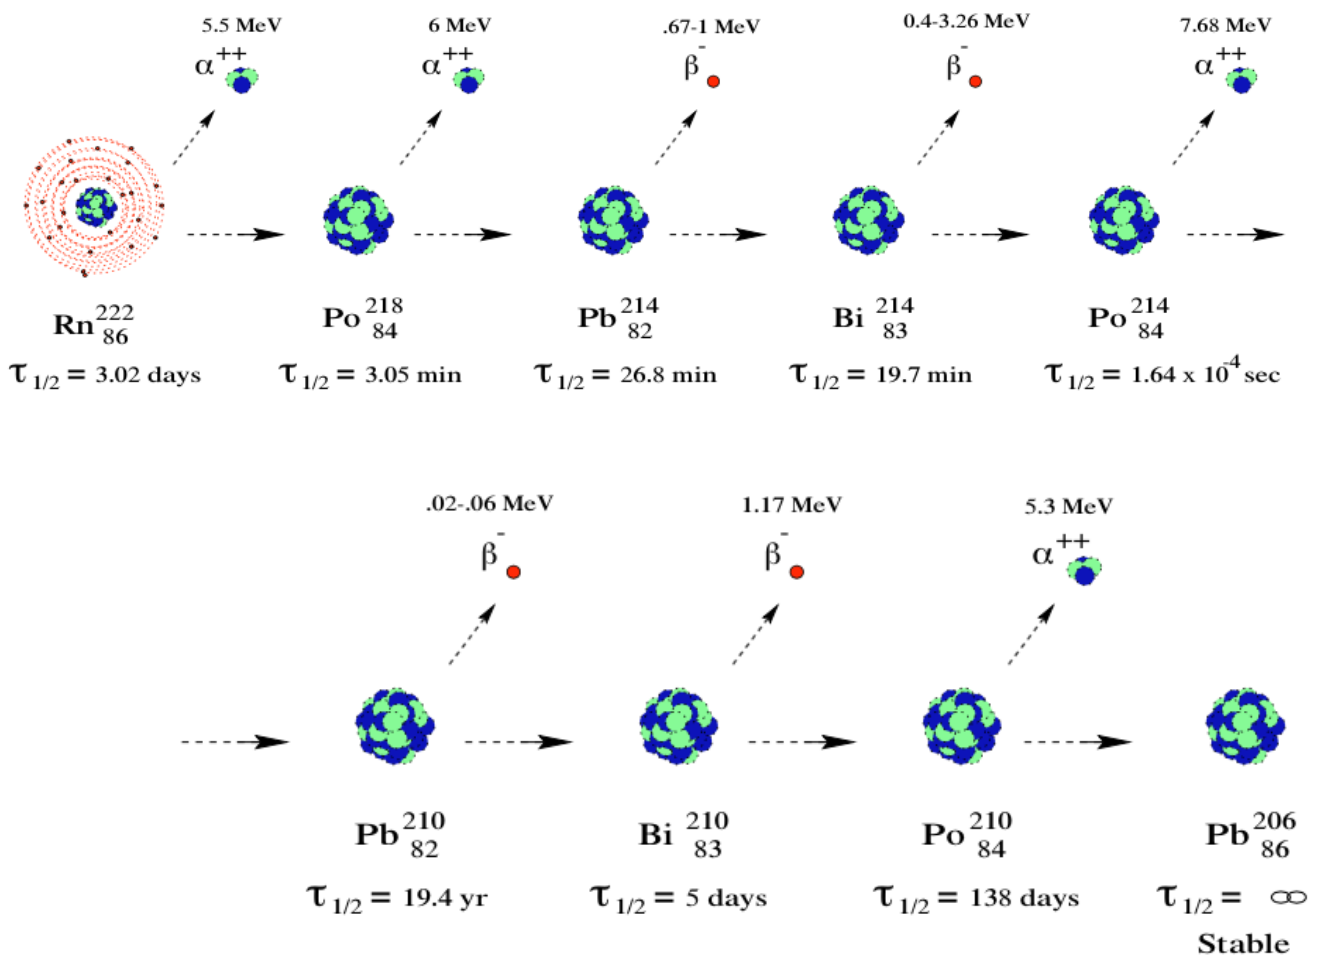 5.5 MeV 6 MeV .67-1 MeV 0.4-3.26 MeV 7.68 MeV
α++ α++ β- β- α++
Rn 222 86 Po 218 84 Pb 214 82 Bi 214 83 Po 214 84
τ 1/2 = 3.02 days τ 1/2 = 3.05 min τ 1/2 = 26.8 min τ 1/2 = 19.7 min τ 1/2 = 1.64 x 10-4 sec
.02-.06 MeV 1.17 MeV 5.3 MeV
β- β- α++
Pb 210 82 Bi 210 83 Po 210 84 Pb 206 86
τ 1/2 = 19.4 yr τ 1/2 = 5 days τ 1/2 = 138 days τ 1/2 = ∞
Stable